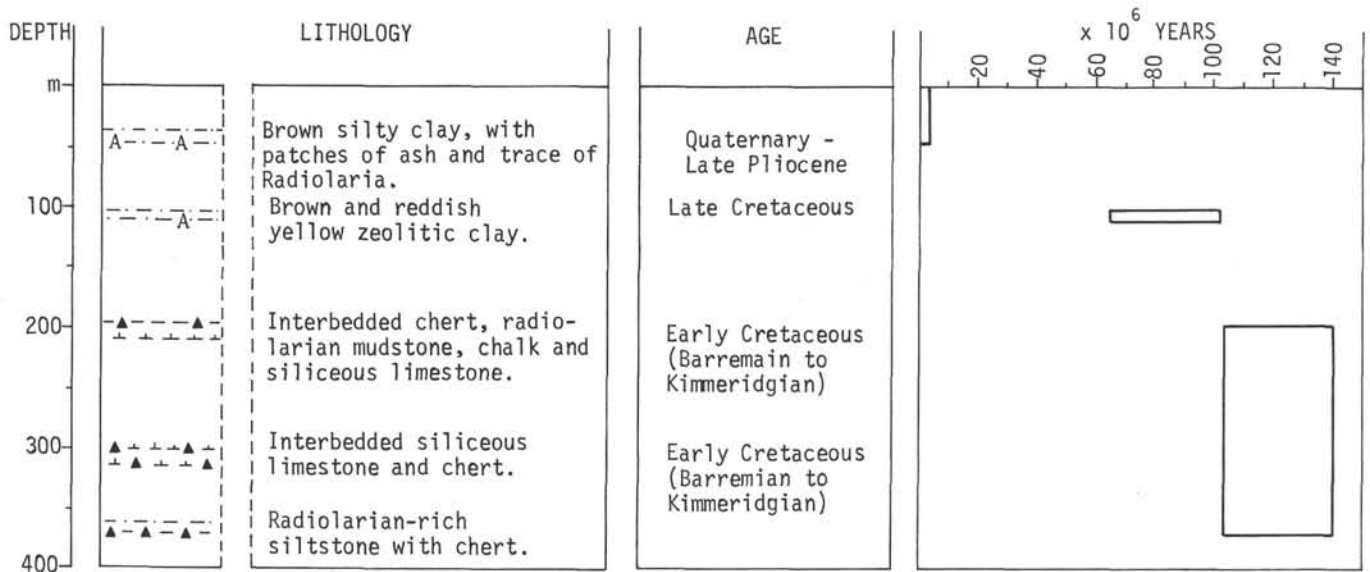 DEPTH LITHOLOGY AGE x 10^6 YEARS
m 20 60 80 100 120 140
Brown silty clay, with
patches of ash and trace of
Radiolaria.
A A
Quaternary -
Late Pliocene
100
Brown and reddish
yellow zeolitic clay.
A
Late Cretaceous
200
Interbedded chert, radio-
larian mudstone, chalk and
siliceous limestone.
Early Cretaceous
(Barremain to
Kimmeridgian)
300
Interbedded siliceous
limestone and chert.
Early Cretaceous
(Barremian to
Kimmeridgian)
Radiolarian-rich
siltstone with chert.
400